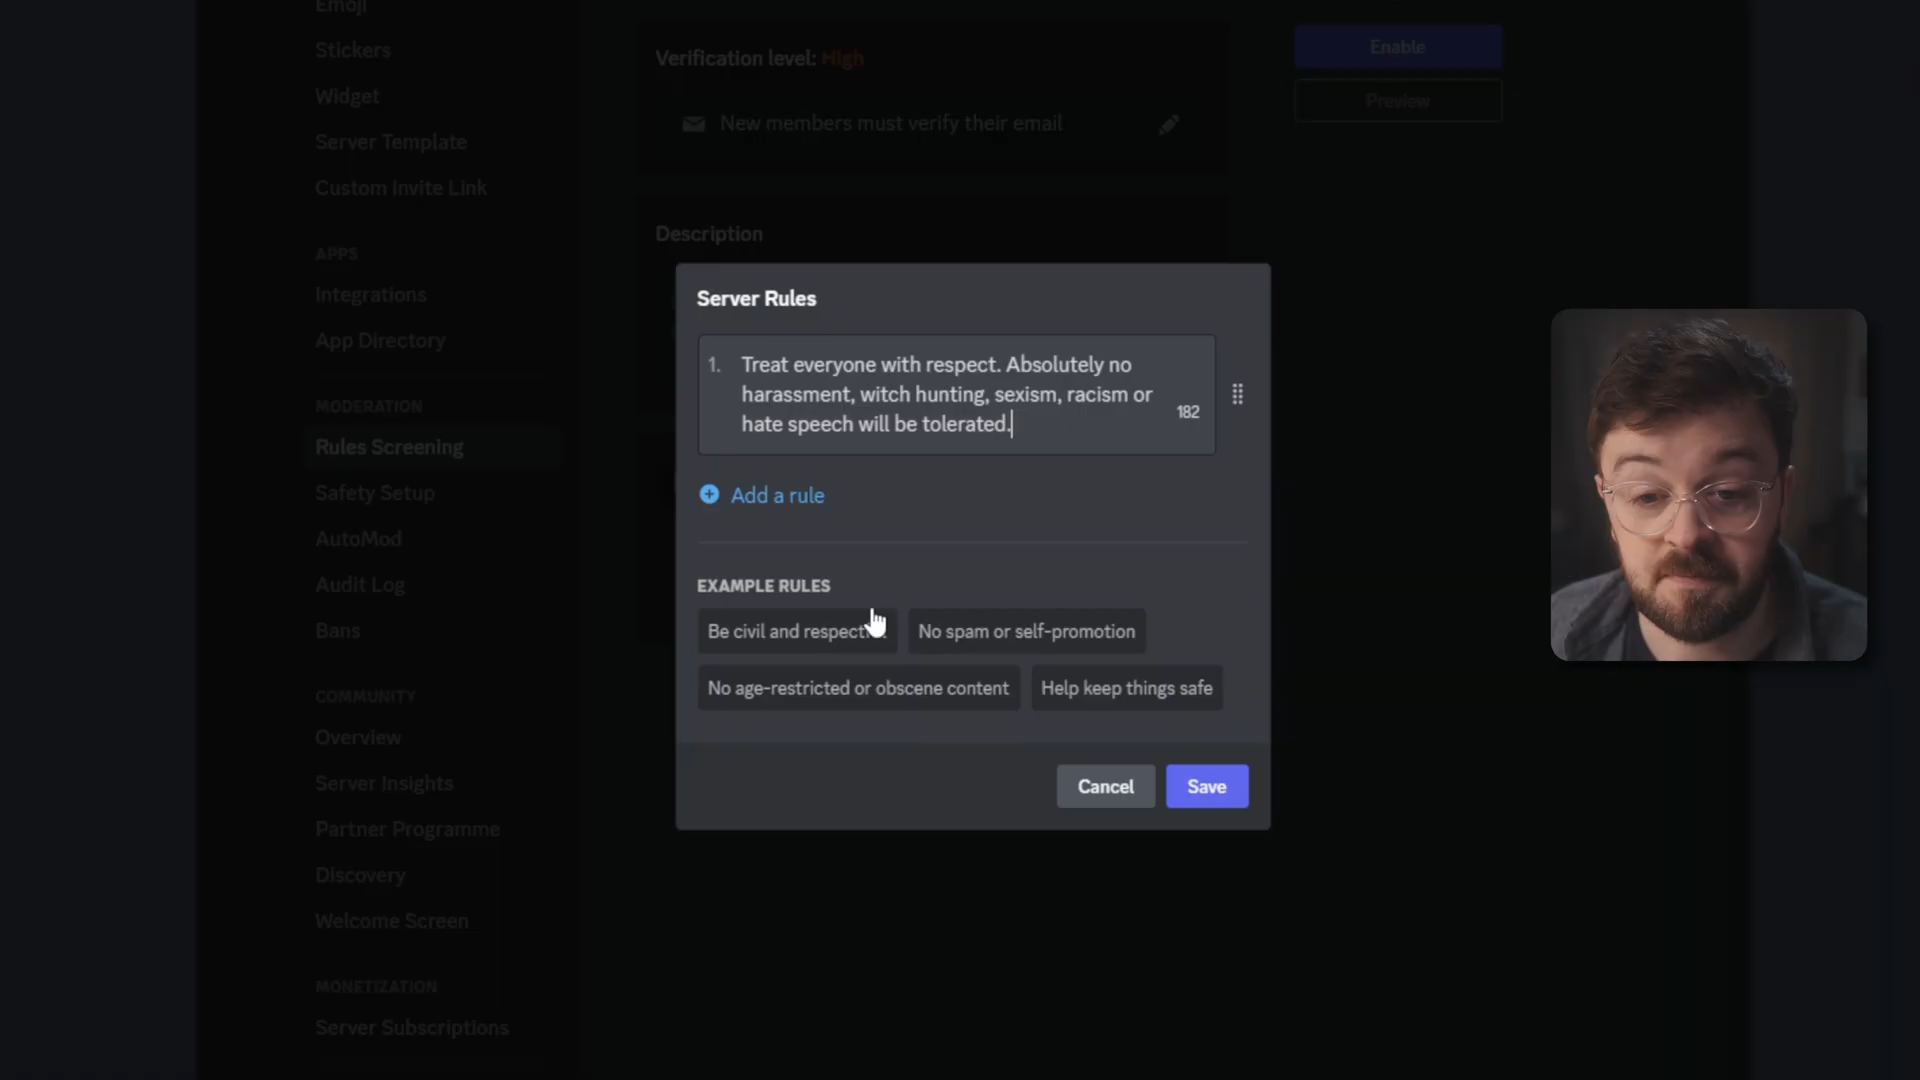 Emoji
Stickers
Widget
Server Template
Custom Invite Link
APPS
Integrations
App Directory
MODERATION
Rules Screening
Safety Setup
AutoMod
Audit Log
Bans
COMMUNITY
Overview
Server Insights
Partner Programme
Discovery
Welcome Screen
MONETIZATION
Server Subscriptions
Verification level: High
New members must verify their email
Enable
Preview
Description
Server Rules
1. Treat everyone with respect. Absolutely no
harassment, witch hunting, sexism, racism or
hate speech will be tolerated.
182
Add a rule
EXAMPLE RULES
Be civil and
No spam or self-promotion
No age-restricted or obscene content
Help keep things safe
Cancel
Save